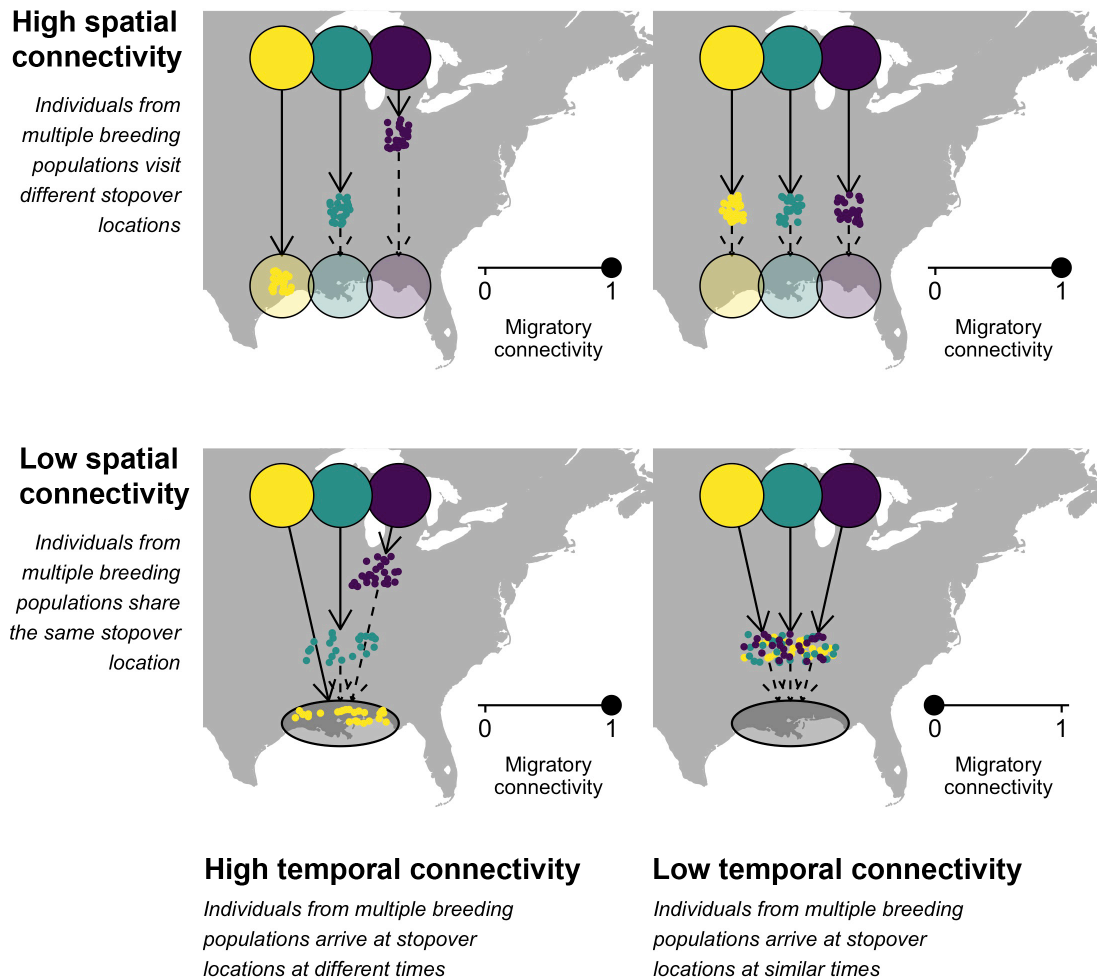 High spatial
connectivity
Individuals from
multiple breeding
populations visit
different stopover
locations
0
1
Migratory
connectivity
0
1
Migratory
connectivity
Low spatial
connectivity
Individuals from
multiple breeding
populations share
the same stopover
location
0
1
Migratory
connectivity
0
1
Migratory
connectivity
High temporal connectivity
Individuals from multiple breeding
populations arrive at stopover
locations at different times
Low temporal connectivity
Individuals from multiple breeding
populations arrive at stopover
locations at similar times